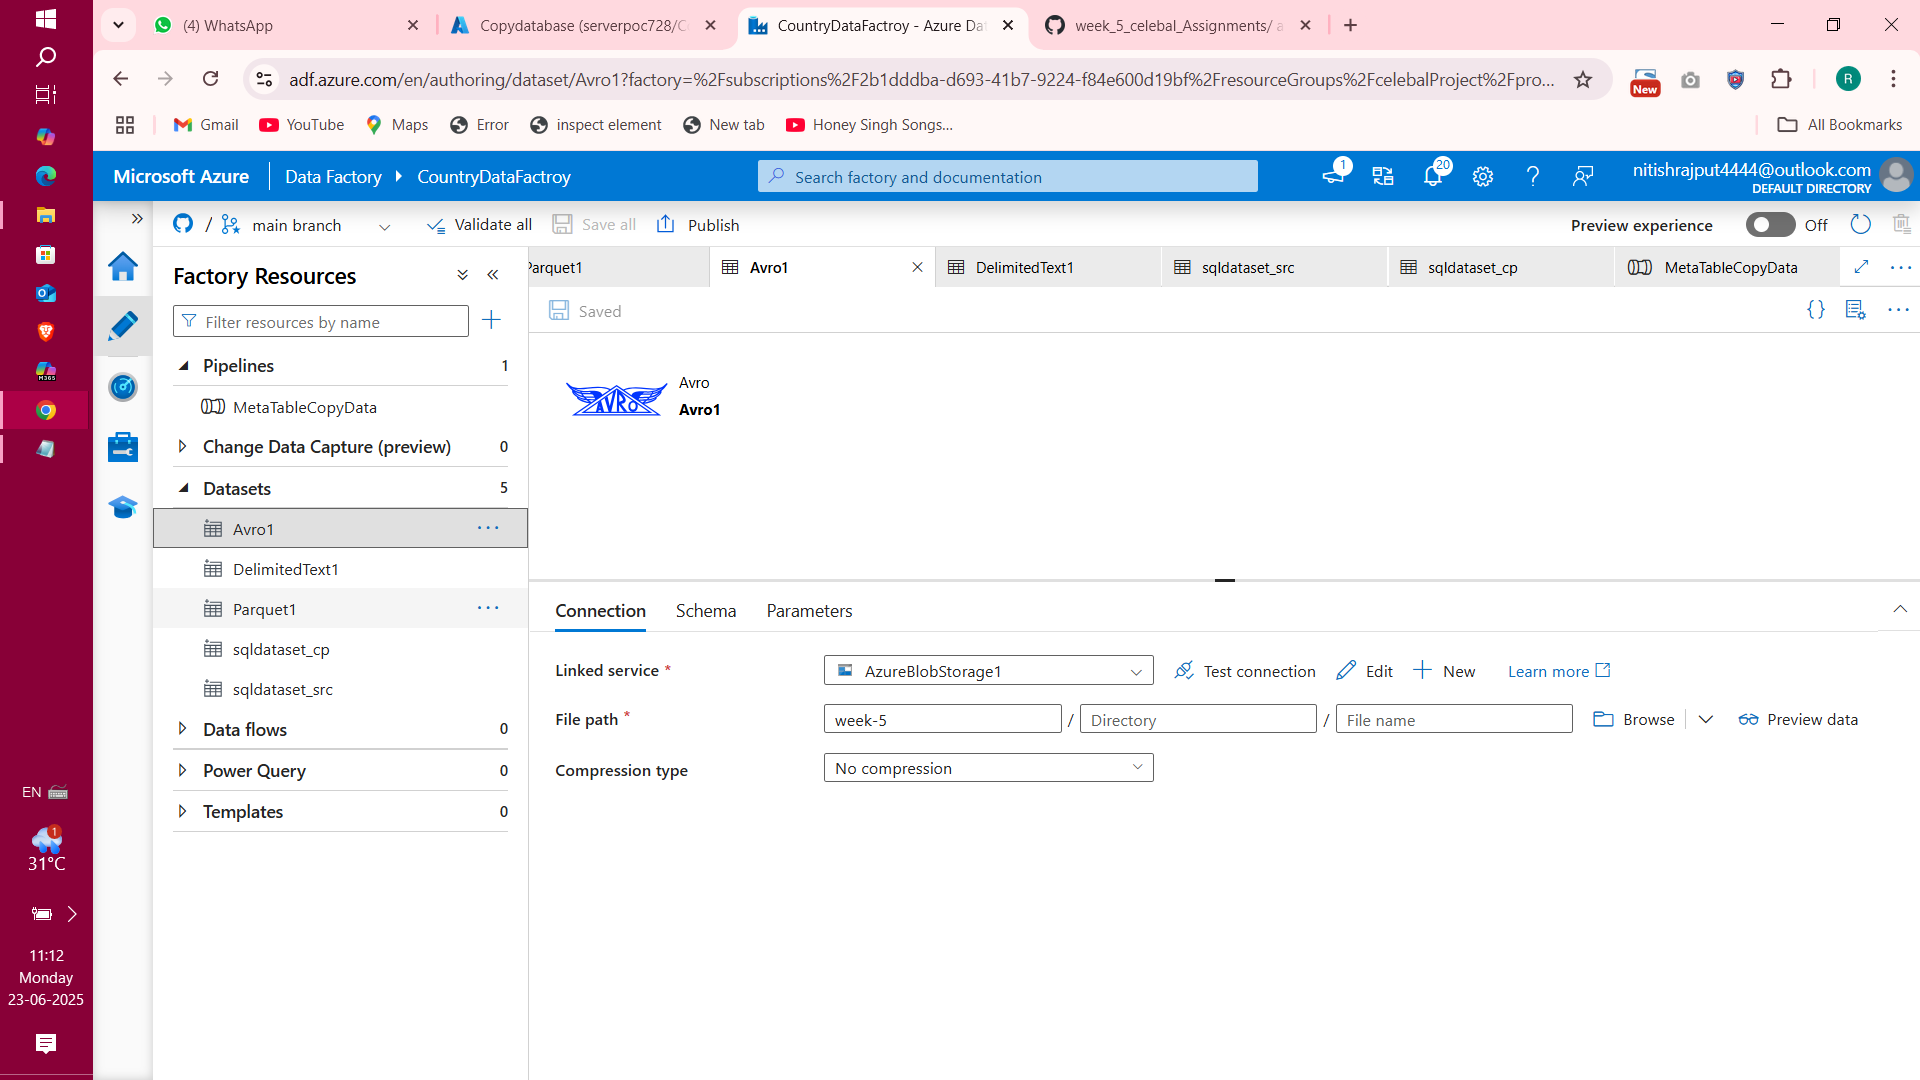 (4) WhatsApp
Copydatabase (serverpoc728/C
CountryDataFactroy - Azure Da
week_5_celebal_Assignments/ a
adf.azure.com/en/authoring/dataset/Avro1?factory=%2Fsubscriptions%2F2b1dddba-d693-41b7-9224-f84e600d19bf%2FresourceGroups%2FcelebalProject%2Fpro...
New
R
Gmail
YouTube
Maps
Error
inspect element
New tab
Honey Singh Songs...
All Bookmarks
Microsoft Azure
Data Factory
CountryDataFactroy
Search factory and documentation
1
20
nitishrajput4444@outlook.com
DEFAULT DIRECTORY
/
main branch
Validate all
Save all
Publish
Preview experience
Off
Factory Resources
Filter resources by name
Pipelines 1
MetaTableCopyData
Change Data Capture (preview) 0
Datasets 5
Avro1
DelimitedText1
Parquet1
sqldataset_cp
sqldataset_src
Data flows 0
Power Query 0
Templates 0
Parquet1
Avro1
DelimitedText1
sqldataset_src
sqldataset_cp
MetaTableCopyData
Saved
{}
AVRO
Avro
Avro1
Connection
Schema
Parameters
Linked service *
AzureBlobStorage1
Test connection
Edit
New
Learn more
File path *
week-5 / Directory / File name
Browse
Preview data
Compression type
No compression
M365
EN
1
31°C
11:12
Monday
23-06-2025